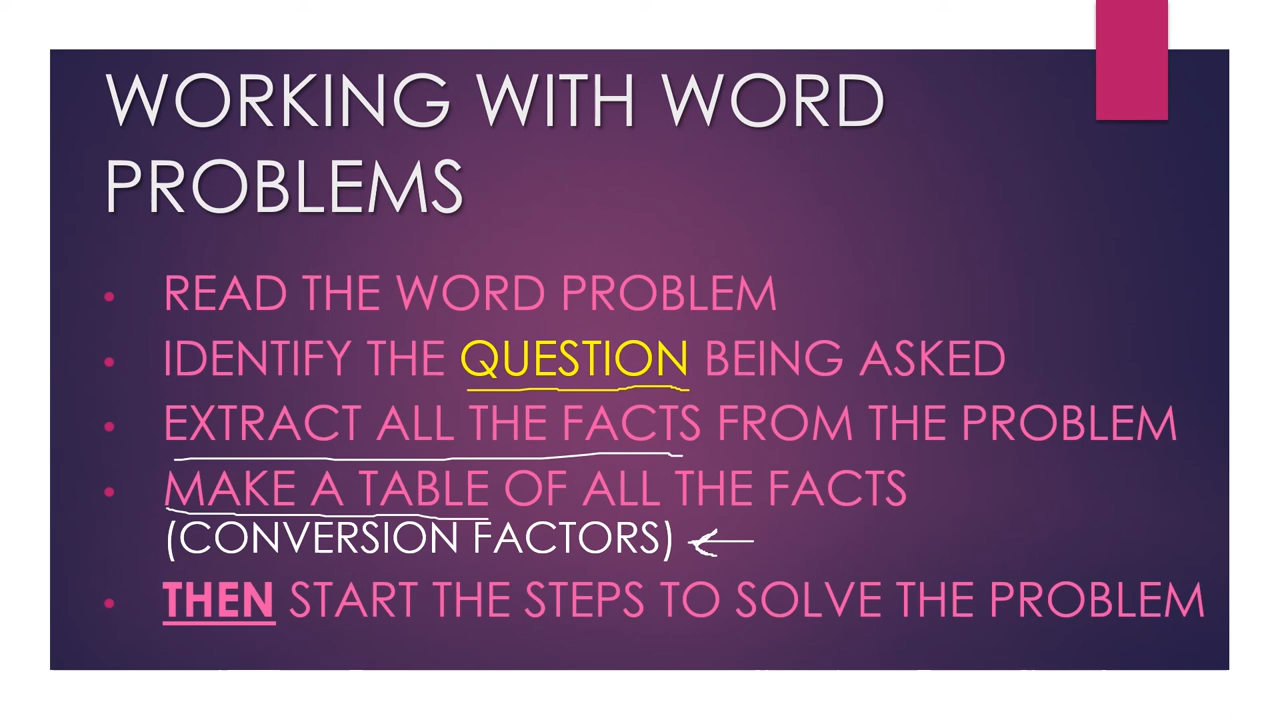 WORKING WITH WORD
PROBLEMS
• READ THE WORD PROBLEM
• IDENTIFY THE QUESTION BEING ASKED
• EXTRACT ALL THE FACTS FROM THE PROBLEM
• MAKE A TABLE OF ALL THE FACTS
(CONVERSION FACTORS)
• THEN START THE STEPS TO SOLVE THE PROBLEM